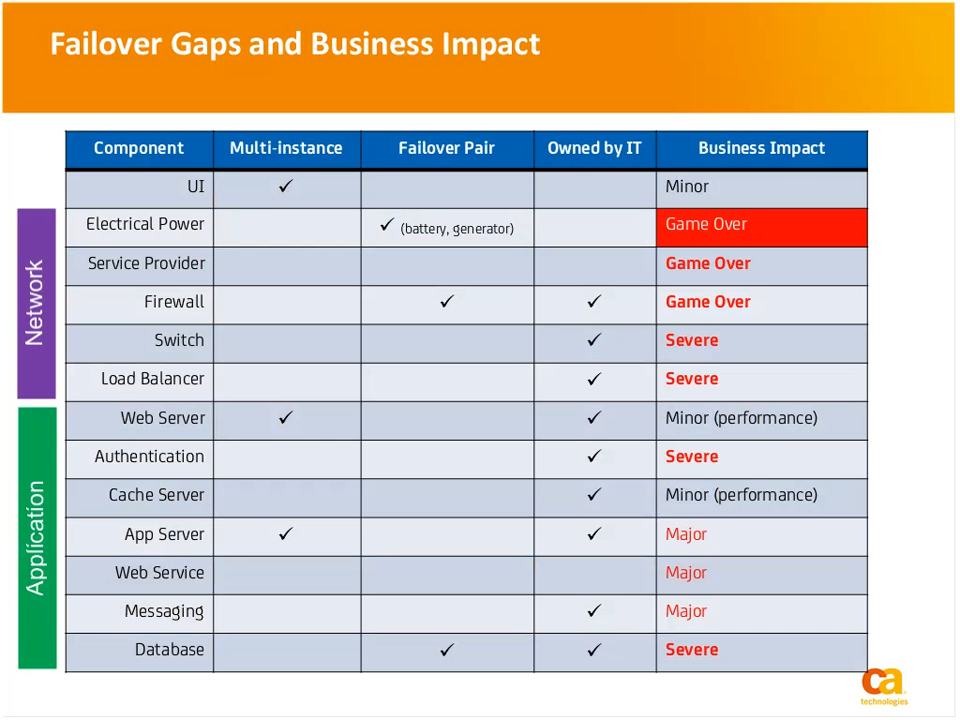 Failover Gaps and Business Impact
Component Multi-instance Failover Pair Owned by IT Business Impact
UI ✓ Minor
Network
Electrical Power ✓ (battery, generator) Game Over
Service Provider Game Over
Firewall ✓ ✓ Game Over
Switch ✓ Severe
Load Balancer ✓ Severe
Application
Web Server ✓ ✓ Minor (performance)
Authentication ✓ Severe
Cache Server ✓ Minor (performance)
App Server ✓ ✓ Major
Web Service Major
Messaging ✓ Major
Database ✓ ✓ Severe
ca
technologies